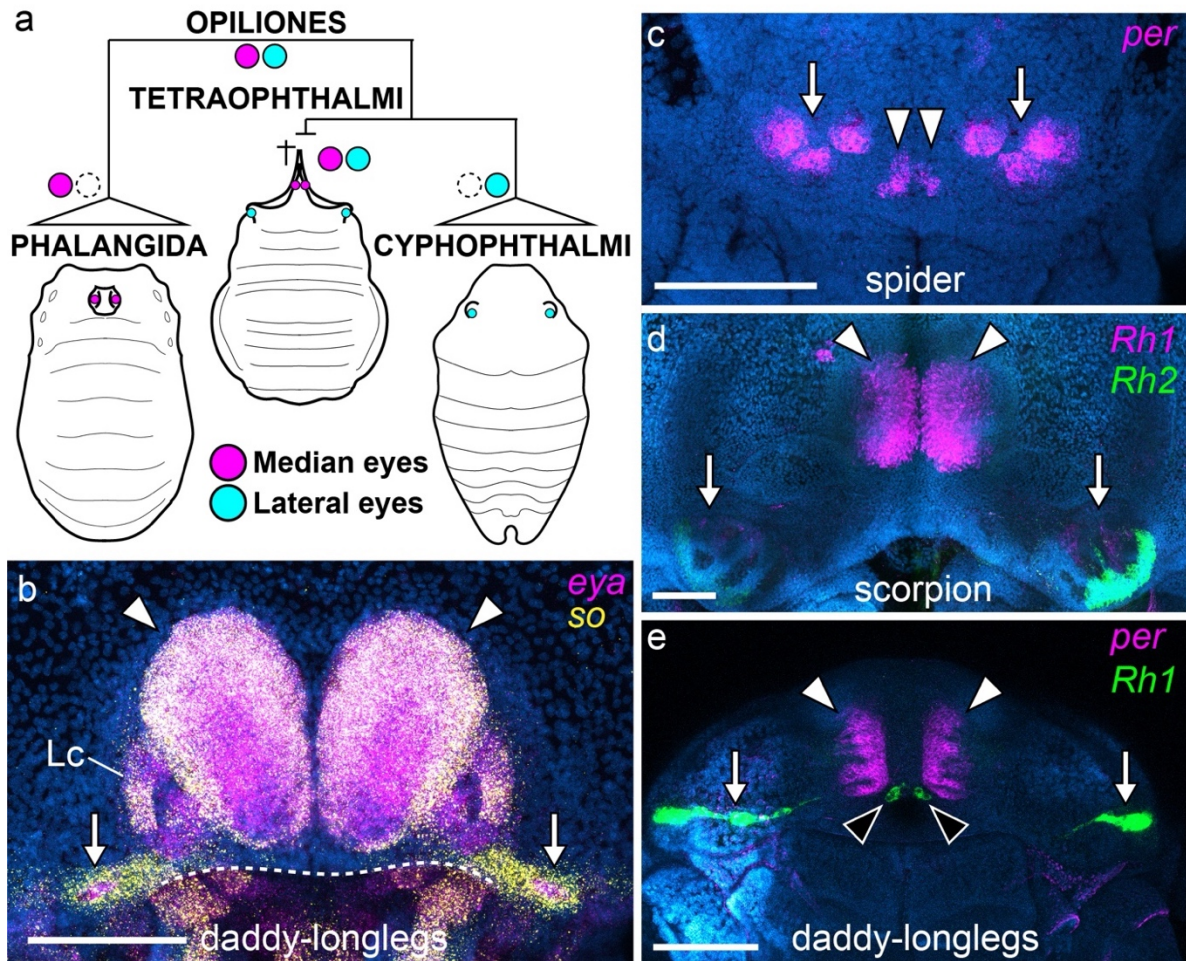 a
OPILIONES
TETRAOPHTHALMI
†
PHALANGIDA
CYPHOPHTHALMI
Median eyes
Lateral eyes
b
eya
so
Lc
daddy-longlegs
c
per
spider
d
Rh1
Rh2
scorpion
e
per
Rh1
daddy-longlegs